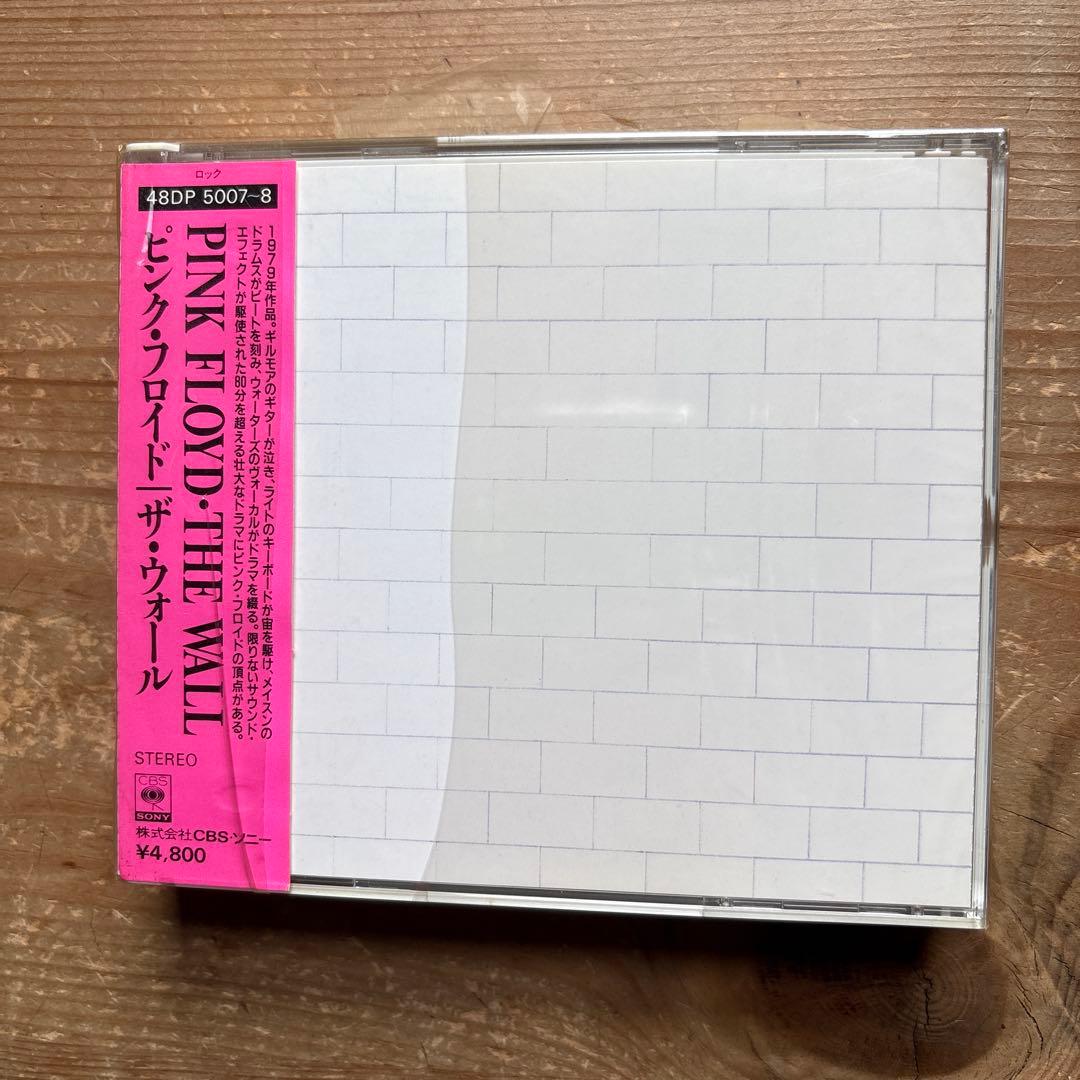 ロック
48DP 5007~8
PINK FLOYD・THE WALL
ピンク・フロイド|ザ・ウォール
1979年作品。ギルモアのギターが泣き、ライトのキーボードが宙を駆け、メイスンの
ドラムスがビートを刻み、ウォーターズのヴォーカルがドラマを綴る。限りないサウンド・
エフェクトが駆使された80分を超える壮大なドラマにピンク・フロイドの頂点がある。
STEREO
CBS
SONY
株式会社CBS・ソニー
¥4,800